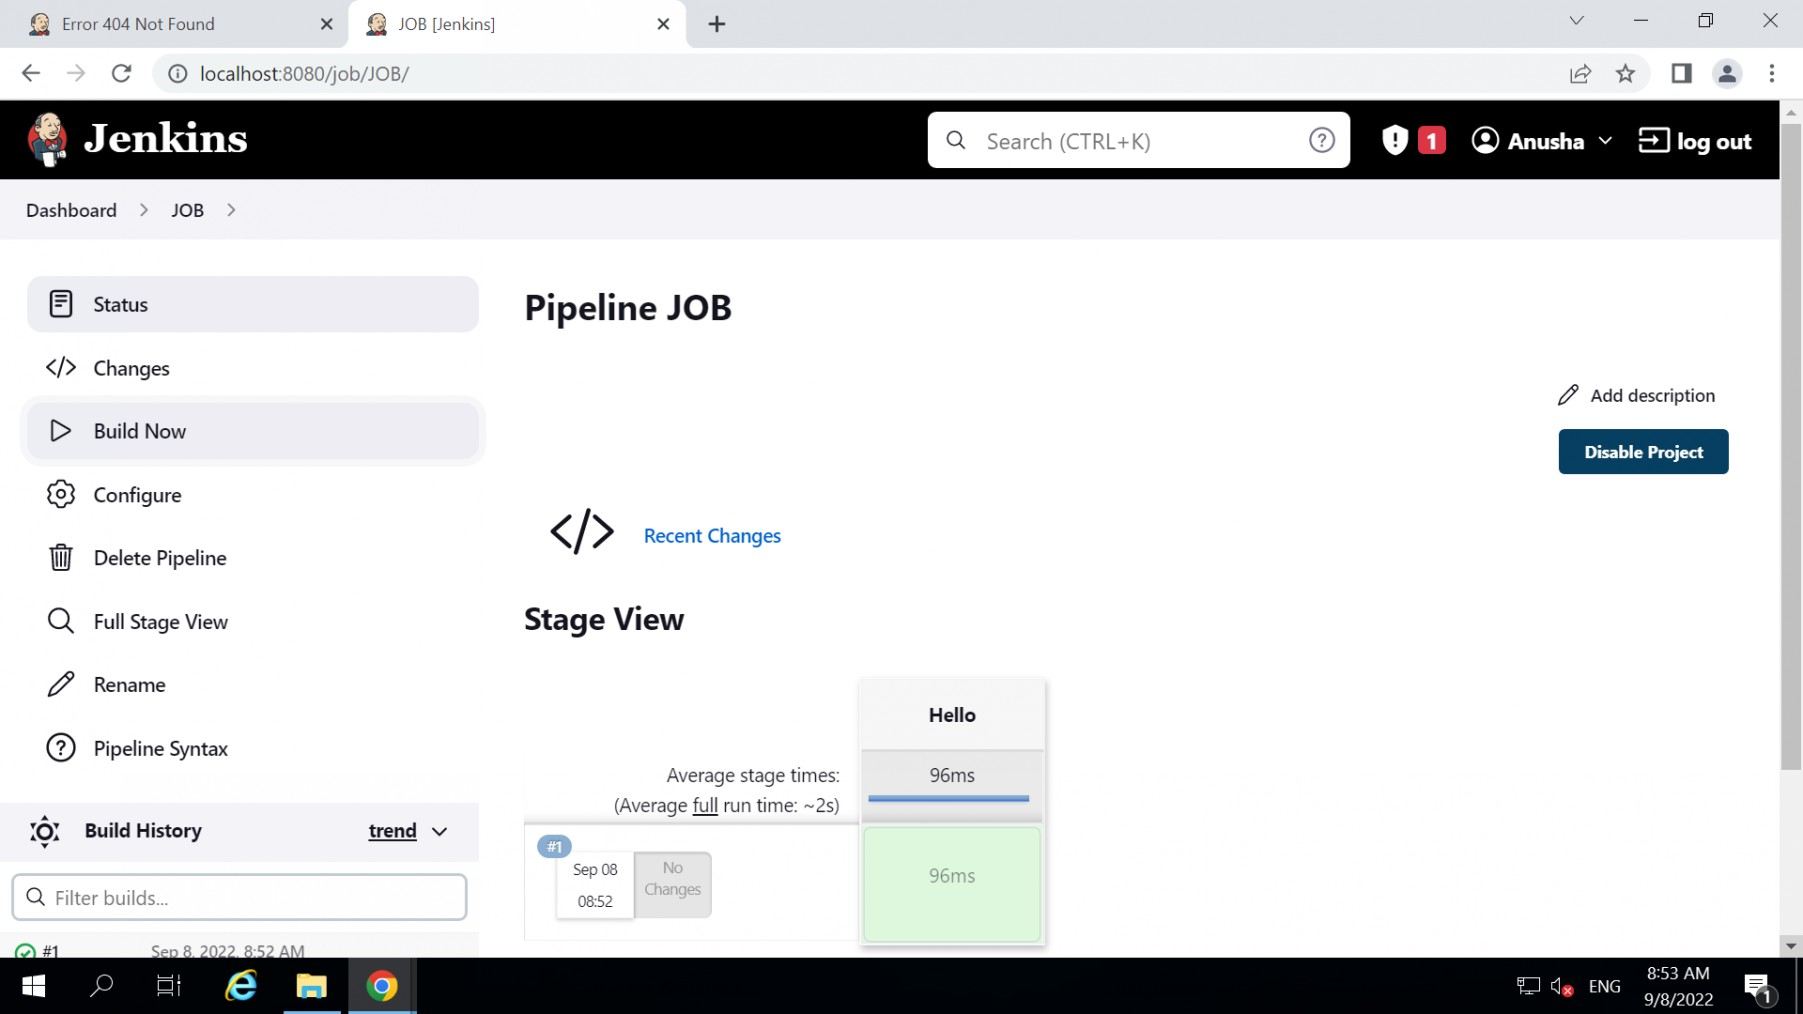 Error 404 Not Found
JOB [Jenkins]
localhost:8080/job/JOB/
Jenkins
Search (CTRL+K)
1
Anusha
log out
Dashboard
JOB
Status
Changes
Build Now
Configure
Delete Pipeline
Full Stage View
Rename
Pipeline Syntax
Build History
trend
Filter builds...
#1 Sep 8, 2022, 8:52 AM
Pipeline JOB
Add description
Disable Project
Recent Changes
Stage View
Hello
Average stage times:
(Average full run time: ~2s)
96ms
#1
Sep 08
08:52
No
Changes
96ms
ENG
8:53 AM
9/8/2022
1